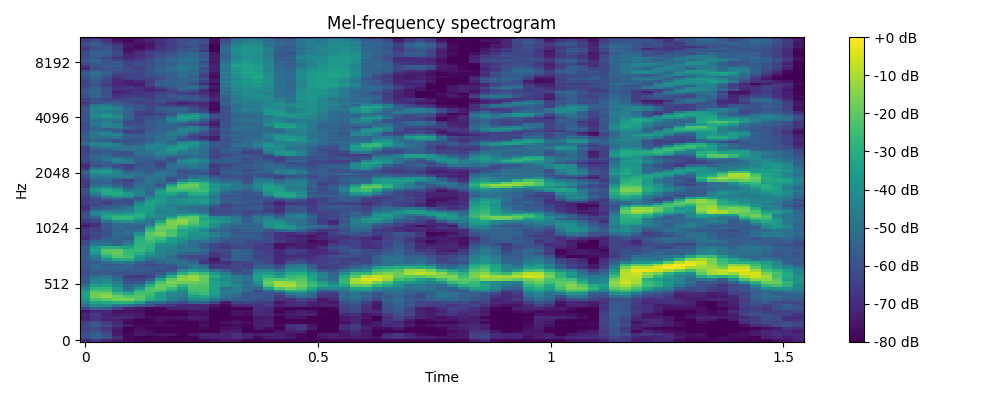 Mel-frequency spectrogram
Hz
8192
4096
2048
1024
512
0
0
0.5
1
1.5
Time
+0 dB
-10 dB
-20 dB
-30 dB
-40 dB
-50 dB
-60 dB
-70 dB
-80 dB